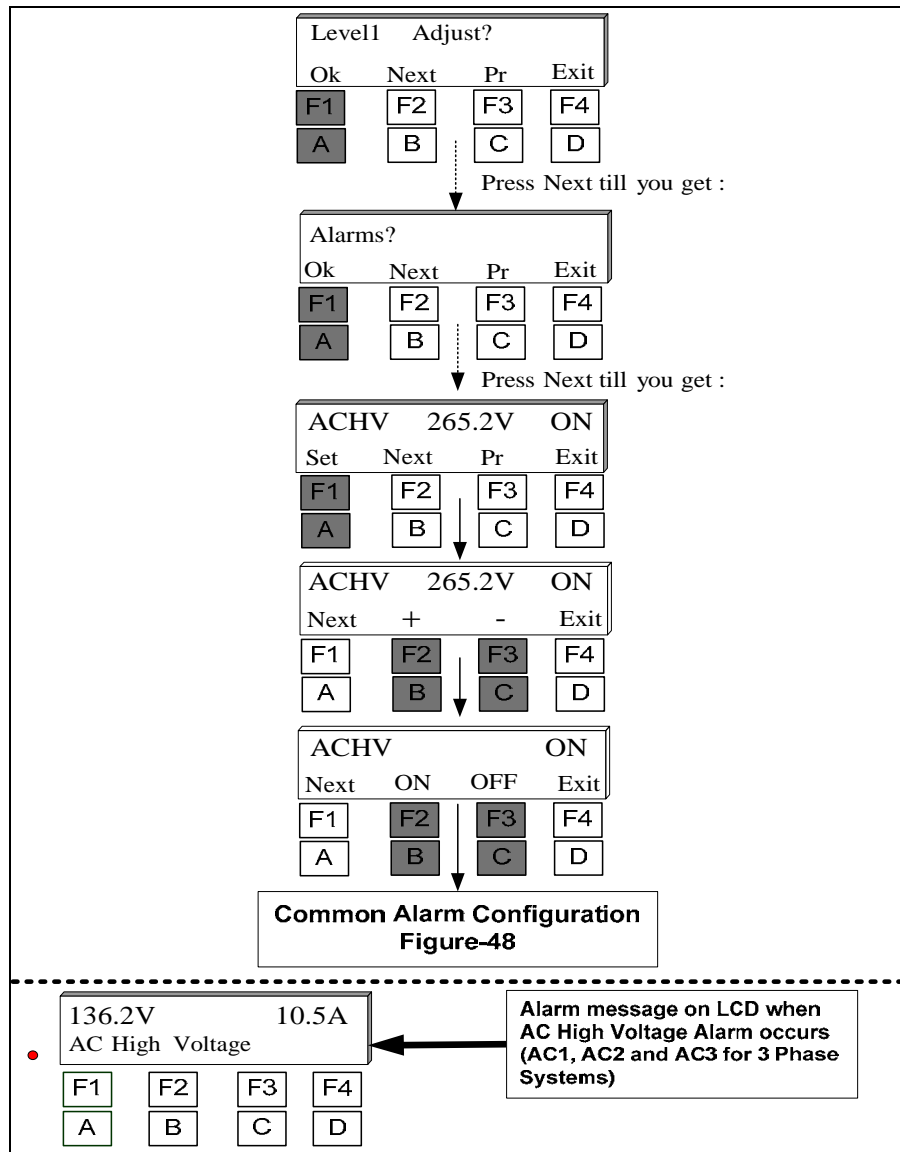 Level1 Adjust?
Ok Next Pr Exit
F1 F2 F3 F4
A B C D
Press Next till you get :
Alarms?
Ok Next Pr Exit
F1 F2 F3 F4
A B C D
Press Next till you get :
ACHV 265.2V ON
Set Next Pr Exit
F1 F2 F3 F4
A B C D
ACHV 265.2V ON
Next + - Exit
F1 F2 F3 F4
A B C D
ACHV ON
Next ON OFF Exit
F1 F2 F3 F4
A B C D
Common Alarm Configuration
Figure-48
136.2V 10.5A
AC High Voltage
F1 F2 F3 F4
A B C D
Alarm message on LCD when
AC High Voltage Alarm occurs
(AC1, AC2 and AC3 for 3 Phase
Systems)